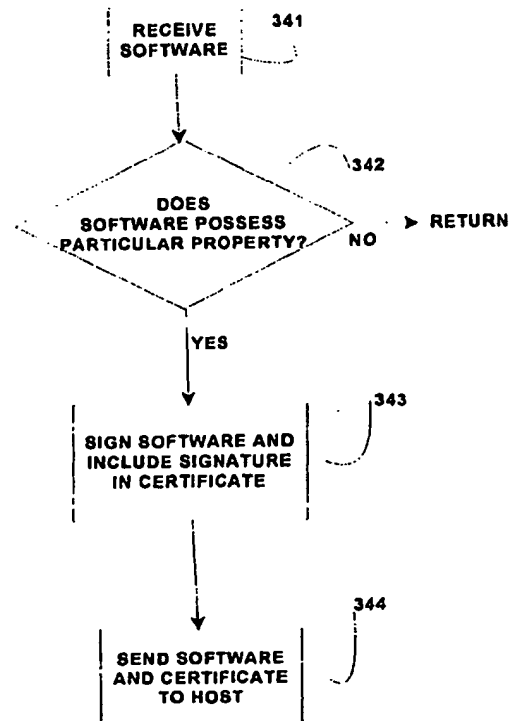 RECEIVE
SOFTWARE
341
342
DOES
SOFTWARE POSSESS
PARTICULAR PROPERTY?
NO
RETURN
YES
343
SIGN SOFTWARE AND
INCLUDE SIGNATURE
IN CERTIFICATE
344
SEND SOFTWARE
AND CERTIFICATE
TO HOST